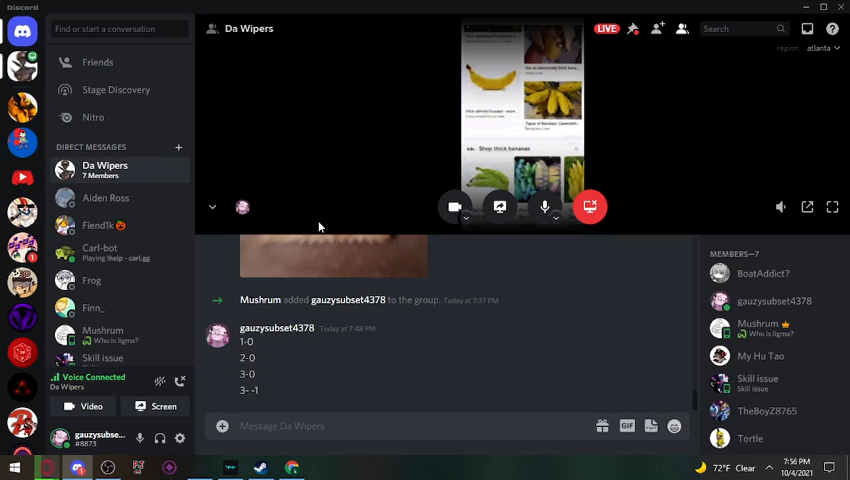 Discord
Find or start a conversation
Da Wipers
LIVE
Search
region atlanta
Friends
Stage Discovery
Nitro
DIRECT MESSAGES
Da Wipers
7 Members
Aiden Ross
Fiend1k
Carl-bot
Playing !help - carl.gg
Frog
Finn_
Mushrum
Who is ligma?
Skill issue
Voice Connected
Da Wipers
Video
Screen
gauzysubse...
#8873
Types of Bananas
Ads · Shop thick bananas
Mushrum added gauzysubset4378 to the group. Today at 7:37 PM
gauzysubset4378 Today at 7:48 PM
1-0
2-0
3-0
3- -1
Message Da Wipers
GIF
MEMBERS—7
BoatAddict?
gauzysubset4378
Mushrum
Who is ligma?
My Hu Tao
Skill issue
Skill issue
TheBoyZ8765
Tortle
72°F Clear
7:56 PM
10/4/2021